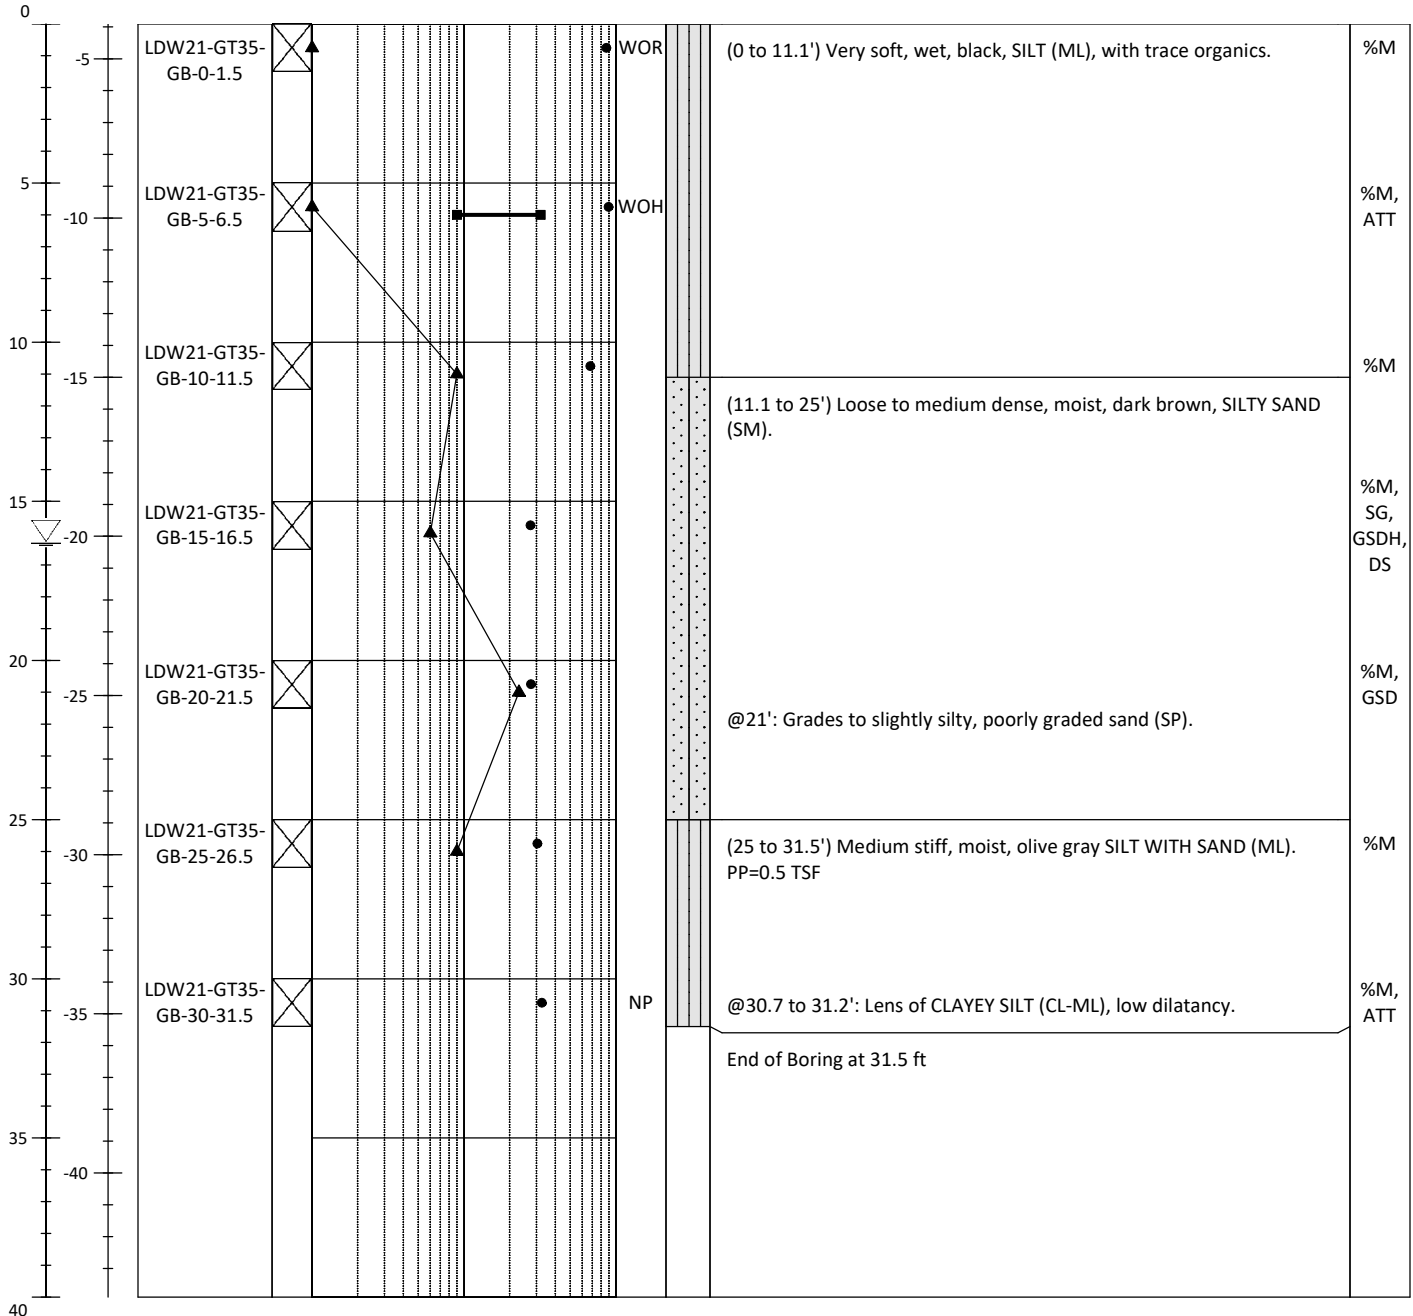 0
LDW21-GT35-
GB-0-1.5
WOR
(0 to 11.1') Very soft, wet, black, SILT (ML), with trace organics.
%M
-5
5
LDW21-GT35-
GB-5-6.5
WOH
%M,
ATT
-10
10
LDW21-GT35-
GB-10-11.5
%M
-15
(11.1 to 25') Loose to medium dense, moist, dark brown, SILTY SAND
(SM).
15
LDW21-GT35-
GB-15-16.5
%M,
SG,
GSDH,
DS
-20
20
LDW21-GT35-
GB-20-21.5
%M,
GSD
-25
@21': Grades to slightly silty, poorly graded sand (SP).
25
LDW21-GT35-
GB-25-26.5
(25 to 31.5') Medium stiff, moist, olive gray SILT WITH SAND (ML).
PP=0.5 TSF
%M
-30
30
LDW21-GT35-
GB-30-31.5
NP
@30.7 to 31.2': Lens of CLAYEY SILT (CL-ML), low dilatancy.
%M,
ATT
-35
End of Boring at 31.5 ft
35
-40
40